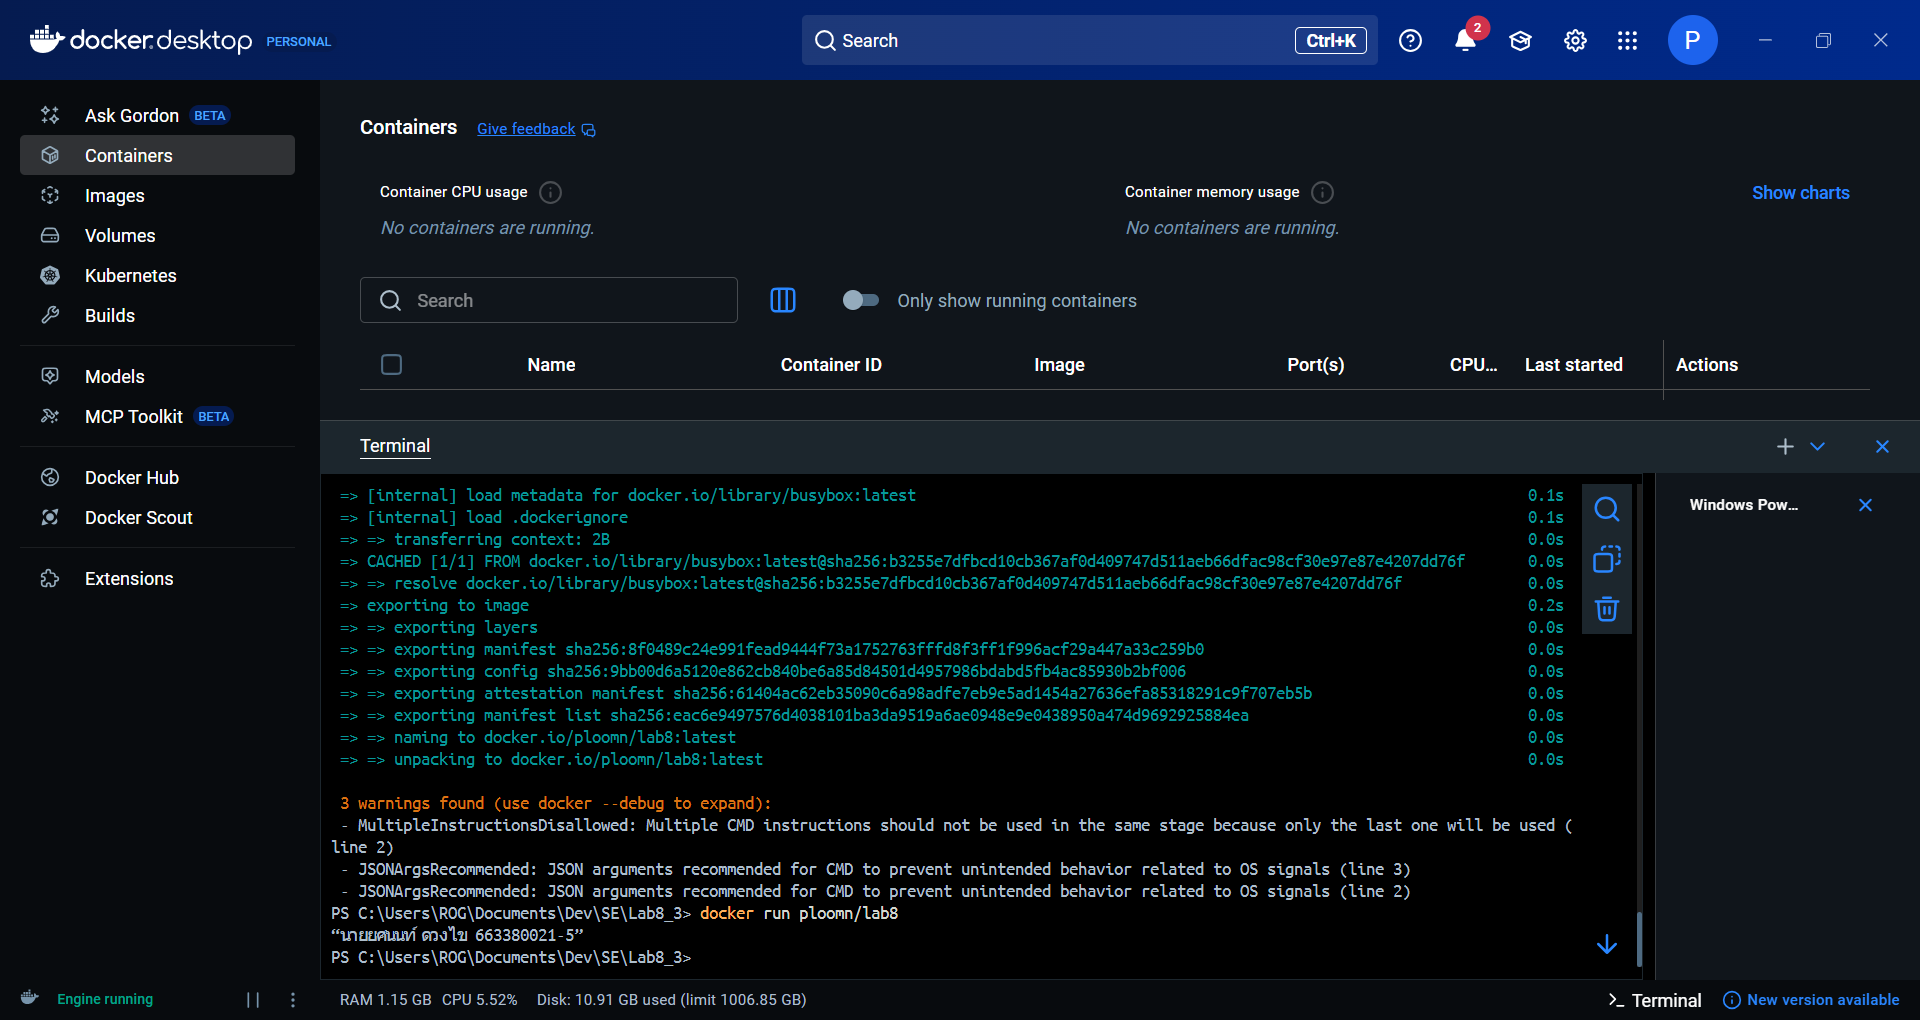 docker.desktop PERSONAL
Search Ctrl+K
2
P
Ask Gordon BETA
Containers
Images
Volumes
Kubernetes
Builds
Models
MCP Toolkit BETA
Docker Hub
Docker Scout
Extensions
Containers Give feedback
Container CPU usage
No containers are running.
Container memory usage
No containers are running.
Show charts
Search
Only show running containers
Name Container ID Image Port(s) CPU... Last started Actions
Terminal
Windows Pow...
=> [internal] load metadata for docker.io/library/busybox:latest 0.1s
=> [internal] load .dockerignore 0.1s
=> => transferring context: 2B 0.0s
=> CACHED [1/1] FROM docker.io/library/busybox:latest@sha256:b3255e7dfbcd10cb367af0d409747d511aeb66dfac98cf30e97e87e4207dd76f 0.0s
=> => resolve docker.io/library/busybox:latest@sha256:b3255e7dfbcd10cb367af0d409747d511aeb66dfac98cf30e97e87e4207dd76f 0.0s
=> exporting to image 0.2s
=> => exporting layers 0.0s
=> => exporting manifest sha256:8f0489c24e991fead9444f73a1752763fffd8f3ff1f996acf29a447a33c259b0 0.0s
=> => exporting config sha256:9bb00d6a5120e862cb840be6a85d84501d4957986bdabd5fb4ac85930b2bf006 0.0s
=> => exporting attestation manifest sha256:61404ac62eb35090c6a98adfe7eb9e5ad1454a27636efa85318291c9f707eb5b 0.0s
=> => exporting manifest list sha256:eac6e9497576d4038101ba3da9519a6ae0948e9e0438950a474d9692925884ea 0.0s
=> => naming to docker.io/ploomn/lab8:latest 0.0s
=> => unpacking to docker.io/ploomn/lab8:latest 0.0s
3 warnings found (use docker --debug to expand):
- MultipleInstructionsDisallowed: Multiple CMD instructions should not be used in the same stage because only the last one will be used (
line 2)
- JSONArgsRecommended: JSON arguments recommended for CMD to prevent unintended behavior related to OS signals (line 3)
- JSONArgsRecommended: JSON arguments recommended for CMD to prevent unintended behavior related to OS signals (line 2)
PS C:\Users\ROG\Documents\Dev\SE\Lab8_3> docker run ploomn/lab8
“นายยศนนท์ ดวงไข 663380021-5”
PS C:\Users\ROG\Documents\Dev\SE\Lab8_3>
Engine running
RAM 1.15 GB CPU 5.52% Disk: 10.91 GB used (limit 1006.85 GB)
Terminal
New version available